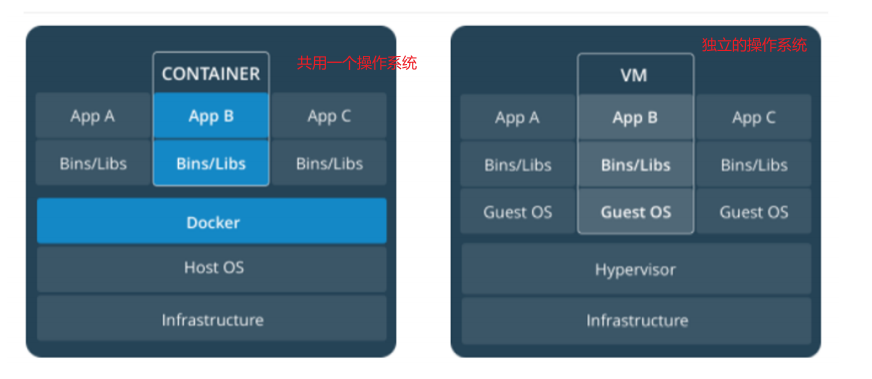 共用一个操作系统
CONTAINER
App A App B App C
Bins/Libs Bins/Libs Bins/Libs
Docker
Host OS
Infrastructure
独立的操作系统
VM
App A App B App C
Bins/Libs Bins/Libs Bins/Libs
Guest OS Guest OS Guest OS
Hypervisor
Infrastructure